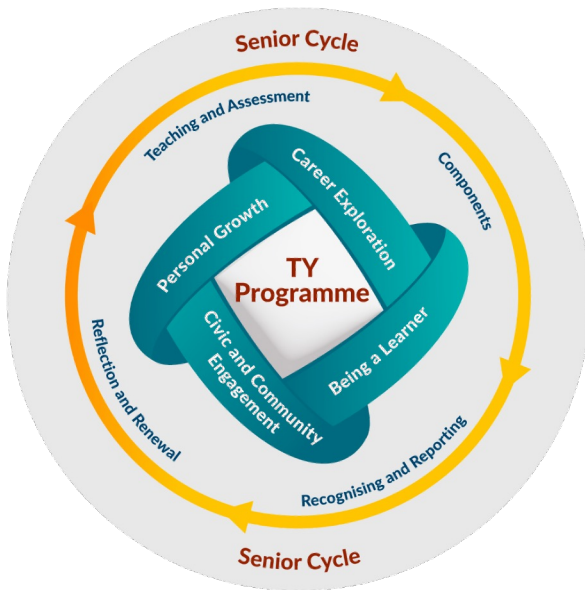 Senior Cycle
Teaching and Assessment
Components
Career Exploration
Personal Growth
TY
Programme
Being a Learner
Civic and Community
Engagement
Reflection and Renewal
Recognising and Reporting
Senior Cycle